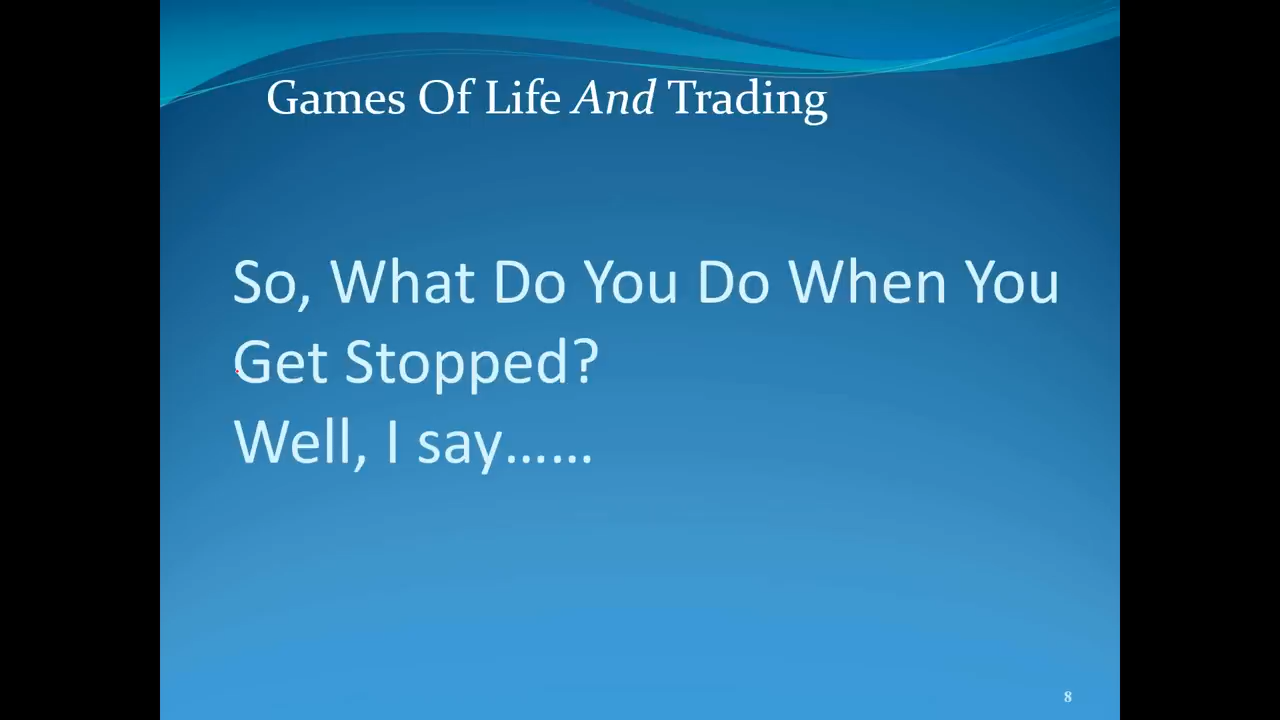 Games Of Life And Trading
So, What Do You Do When You
Get Stopped?
Well, I say……
8